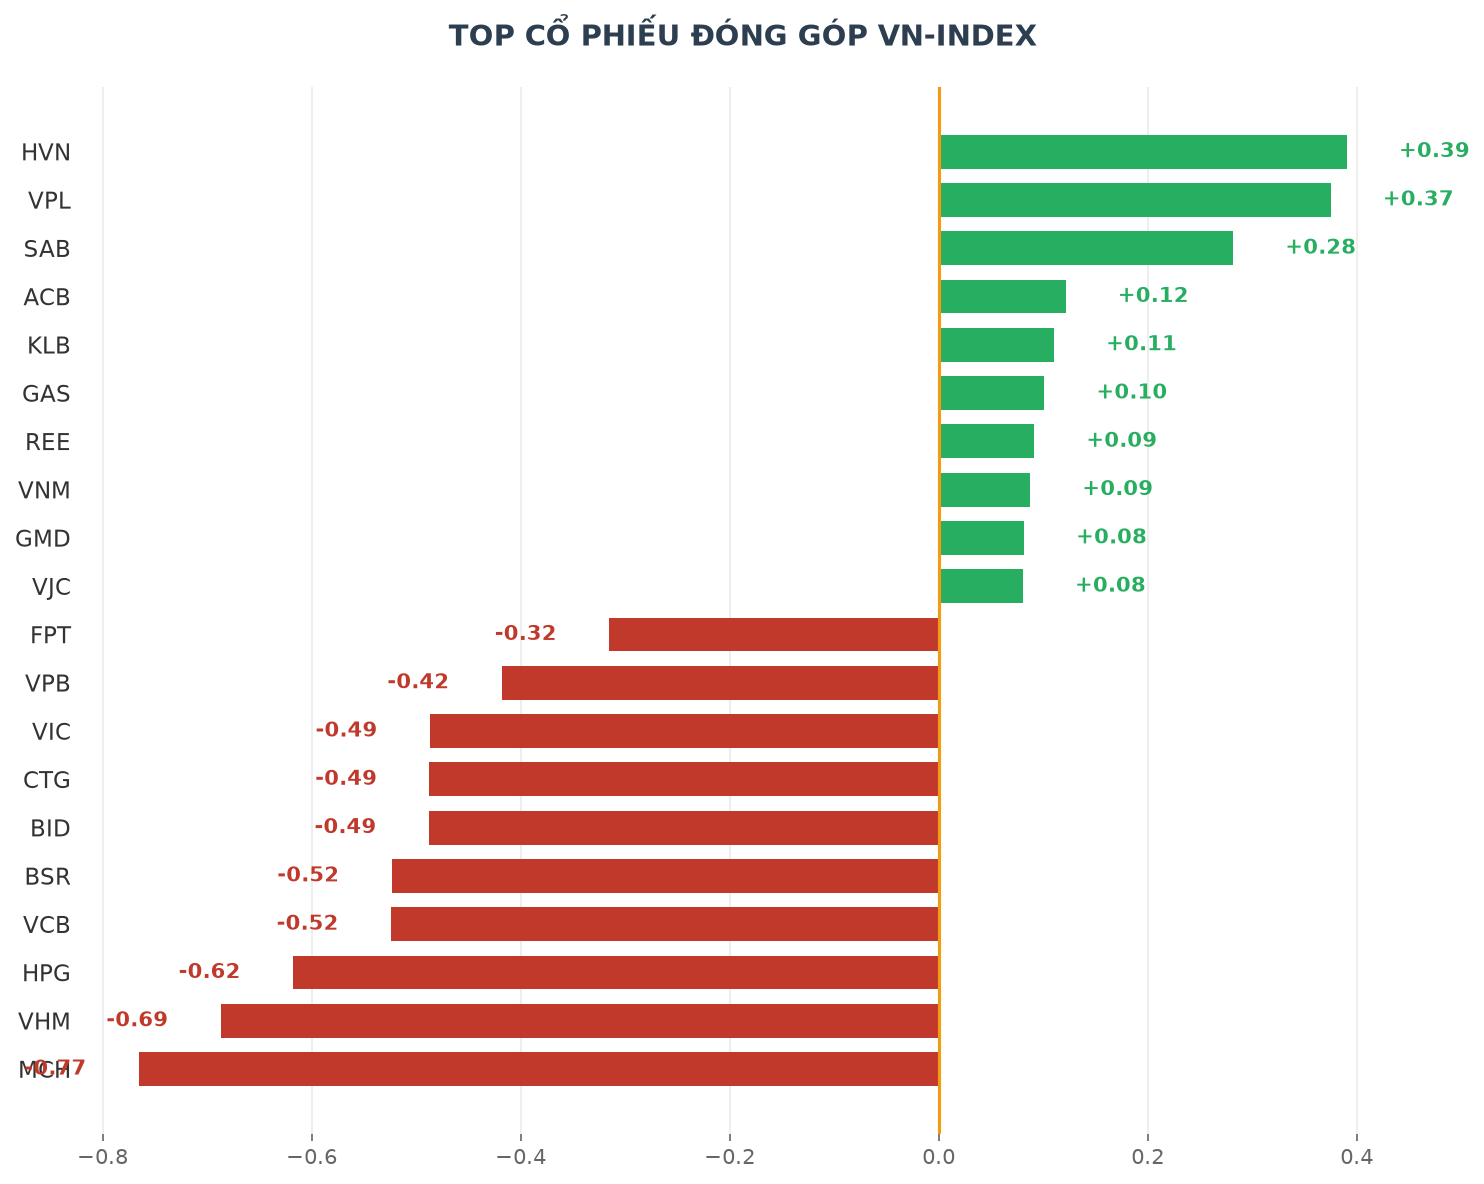 TOP CỔ PHIẾU ĐÓNG GÓP VN-INDEX
HVN +0.39
VPL +0.37
SAB +0.28
ACB +0.12
KLB +0.11
GAS +0.10
REE +0.09
VNM +0.09
GMD +0.08
VJC +0.08
FPT -0.32
VPB -0.42
VIC -0.49
CTG -0.49
BID -0.49
BSR -0.52
VCB -0.52
HPG -0.62
VHM -0.69
MCH -0.77
−0.8 −0.6 −0.4 −0.2 0.0 0.2 0.4